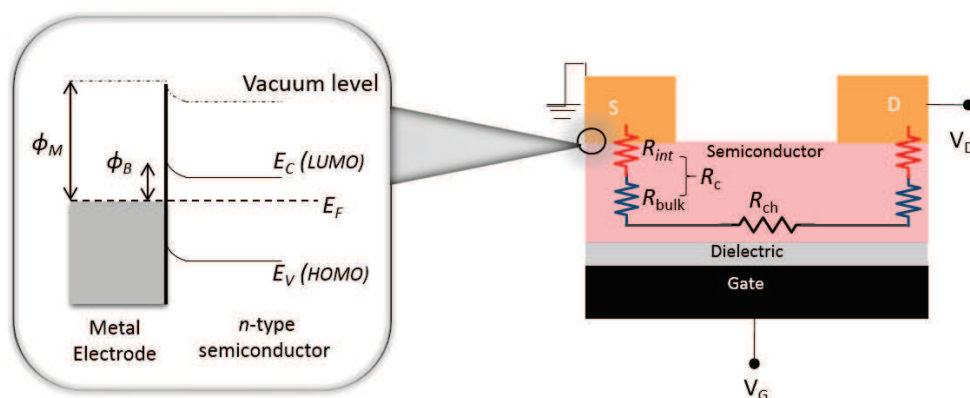 Vacuum level
ϕM
ϕB
EC (LUMO)
EF
EV (HOMO)
Metal
Electrode
n-type
semiconductor
S
D
VD
Rint
Semiconductor
Rc
Rbulk
Rch
Dielectric
Gate
VG